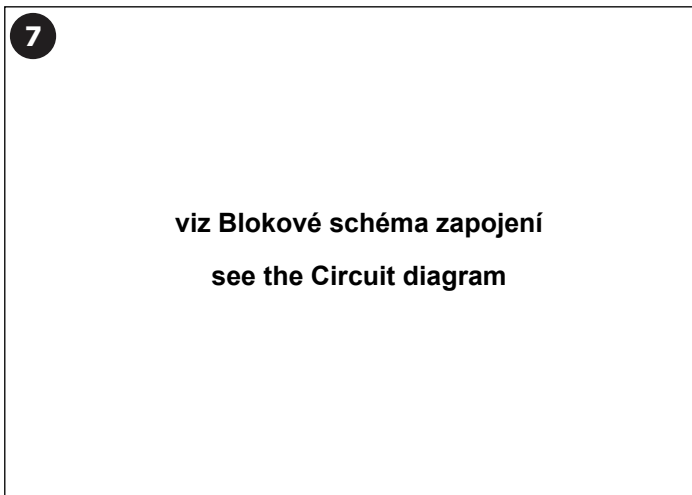 7
viz Blokové schéma zapojení
see the Circuit diagram